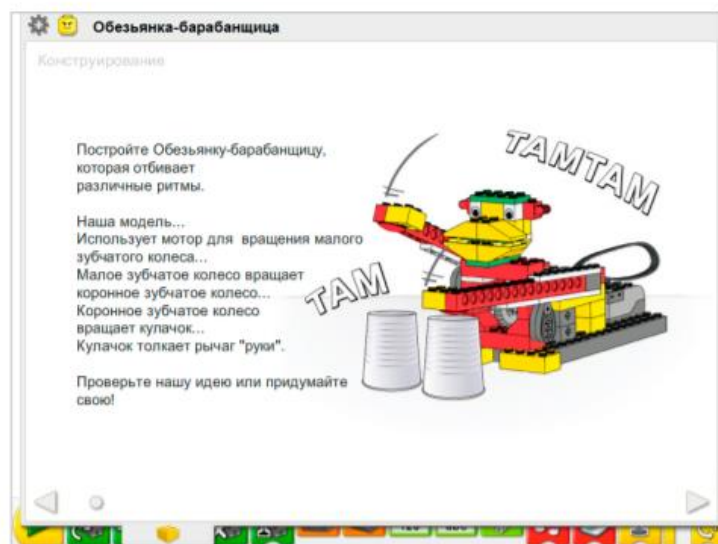 Обезьянка-барабанщица
Конструирование
Постройте Обезьянку-барабанщицу,
которая отбивает
различные ритмы.
Наша модель...
Использует мотор для вращения малого
зубчатого колеса...
Малое зубчатое колесо вращает
коронное зубчатое колесо...
Коронное зубчатое колесо
вращает кулачок...
Кулачок толкает рычаг "руки".
Проверьте нашу идею или придумайте
свою!
ТАМТАМ
ТАМ